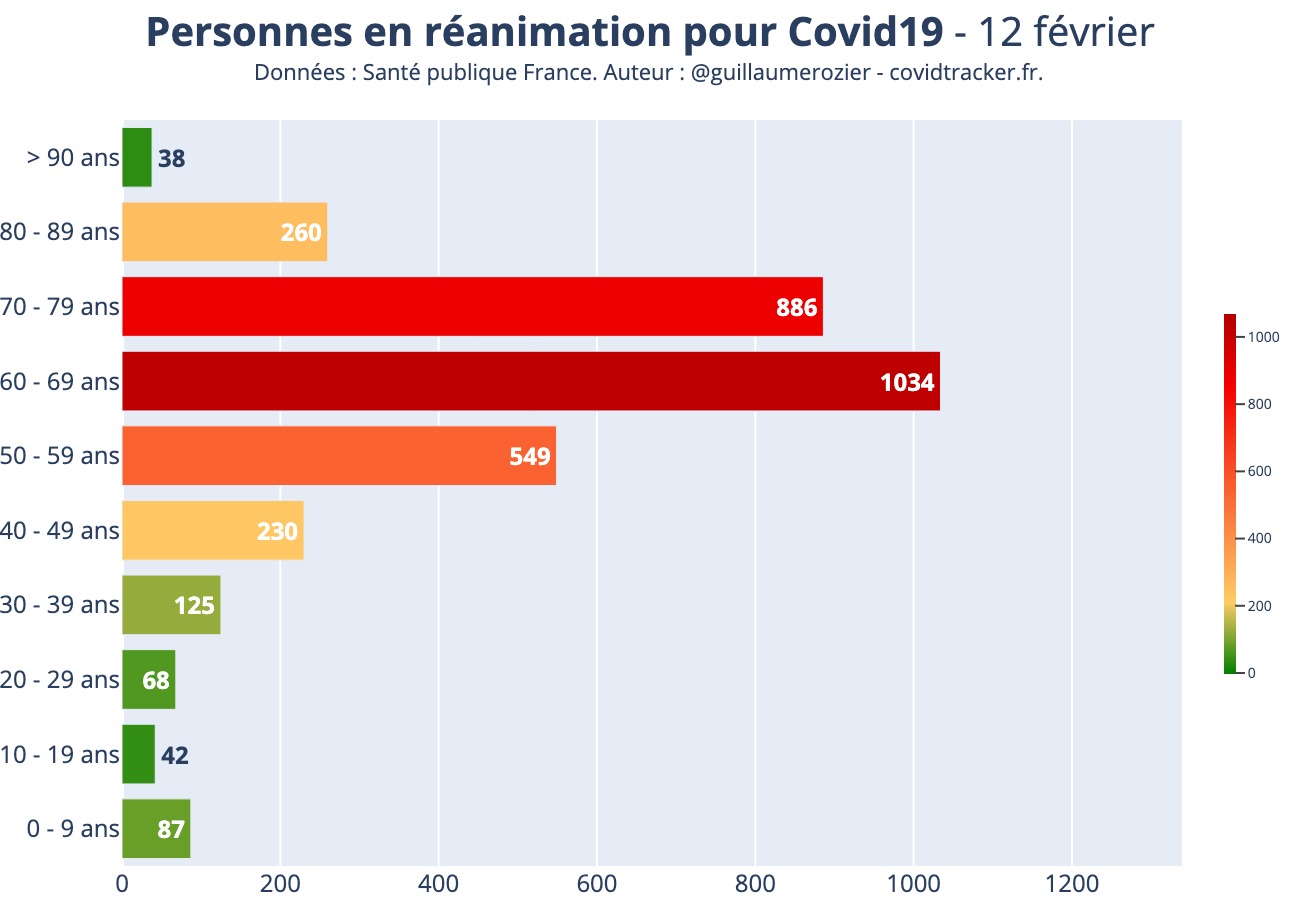 Personnes en réanimation pour Covid19 - 12 février
Données : Santé publique France. Auteur : @guillaumerozier - covidtracker.fr.
> 90 ans 38
80 - 89 ans 260
70 - 79 ans 886
60 - 69 ans 1034
50 - 59 ans 549
40 - 49 ans 230
30 - 39 ans 125
20 - 29 ans 68
10 - 19 ans 42
0 - 9 ans 87
0 200 400 600 800 1000 1200
1000
800
600
400
200
0